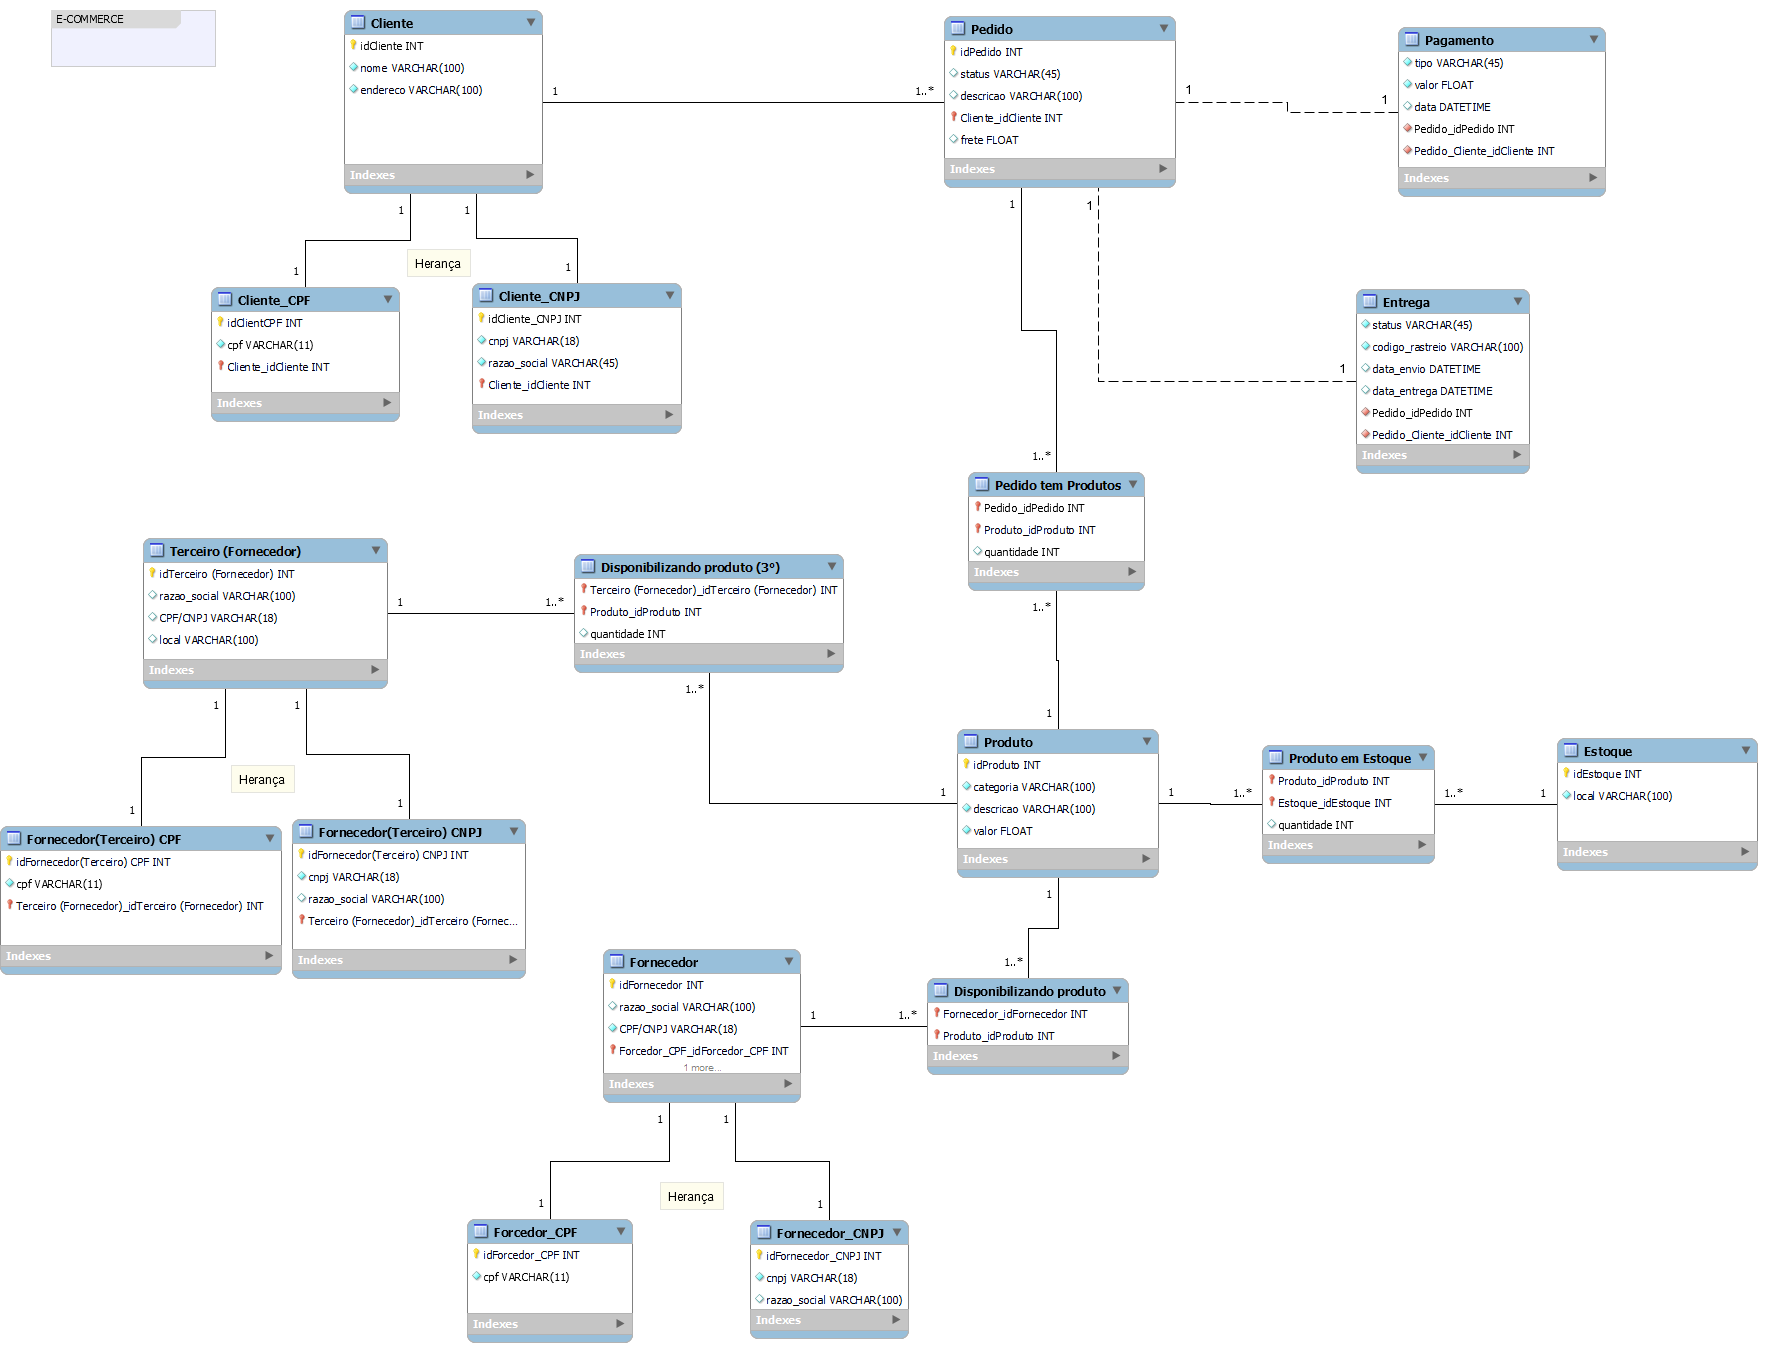 E-COMMERCE
Cliente
idCliente INT
nome VARCHAR(100)
endereco VARCHAR(100)
Indexes
1
1..*
Pedido
idPedido INT
status VARCHAR(45)
descricao VARCHAR(100)
Cliente_idCliente INT
frete FLOAT
Indexes
1
1
Pagamento
tipo VARCHAR(45)
valor FLOAT
data DATETIME
Pedido_idPedido INT
Pedido_Cliente_idCliente INT
Indexes
1
1
Herança
1
1
Cliente_CPF
idClientCPF INT
cpf VARCHAR(11)
Cliente_idCliente INT
Indexes
Cliente_CNPJ
idCliente_CNPJ INT
cnpj VARCHAR(18)
razao_social VARCHAR(45)
Cliente_idCliente INT
Indexes
1
1
1
Entrega
status VARCHAR(45)
codigo_rastreio VARCHAR(100)
data_envio DATETIME
data_entrega DATETIME
Pedido_idPedido INT
Pedido_Cliente_idCliente INT
Indexes
1..*
Pedido tem Produtos
Pedido_idPedido INT
Produto_idProduto INT
quantidade INT
Indexes
1..*
1
Terceiro (Fornecedor)
idTerceiro (Fornecedor) INT
razao_social VARCHAR(100)
CPF/CNPJ VARCHAR(18)
local VARCHAR(100)
Indexes
1
1..*
Disponibilizando produto (3°)
Terceiro (Fornecedor)_idTerceiro (Fornecedor) INT
Produto_idProduto INT
quantidade INT
Indexes
1..*
1
1
1
Herança
1
1
Fornecedor(Terceiro) CPF
idFornecedor(Terceiro) CPF INT
cpf VARCHAR(11)
Terceiro (Fornecedor)_idTerceiro (Fornecedor) INT
Indexes
Fornecedor(Terceiro) CNPJ
idFornecedor(Terceiro) CNPJ INT
cnpj VARCHAR(18)
razao_social VARCHAR(100)
Terceiro (Fornecedor)_idTerceiro (Fornec...
Indexes
Produto
idProduto INT
categoria VARCHAR(100)
descricao VARCHAR(100)
valor FLOAT
Indexes
1
1..*
Produto em Estoque
Produto_idProduto INT
Estoque_idEstoque INT
quantidade INT
Indexes
1..*
1
Estoque
idEstoque INT
local VARCHAR(100)
Indexes
1
1..*
Fornecedor
idFornecedor INT
razao_social VARCHAR(100)
CPF/CNPJ VARCHAR(18)
Forcedor_CPF_idForcedor_CPF INT
1 more...
Indexes
1
1..*
Disponibilizando produto
Fornecedor_idFornecedor INT
Produto_idProduto INT
Indexes
1
1
Herança
1
1
Forcedor_CPF
idForcedor_CPF INT
cpf VARCHAR(11)
Indexes
Fornecedor_CNPJ
idFornecedor_CNPJ INT
cnpj VARCHAR(18)
razao_social VARCHAR(100)
Indexes